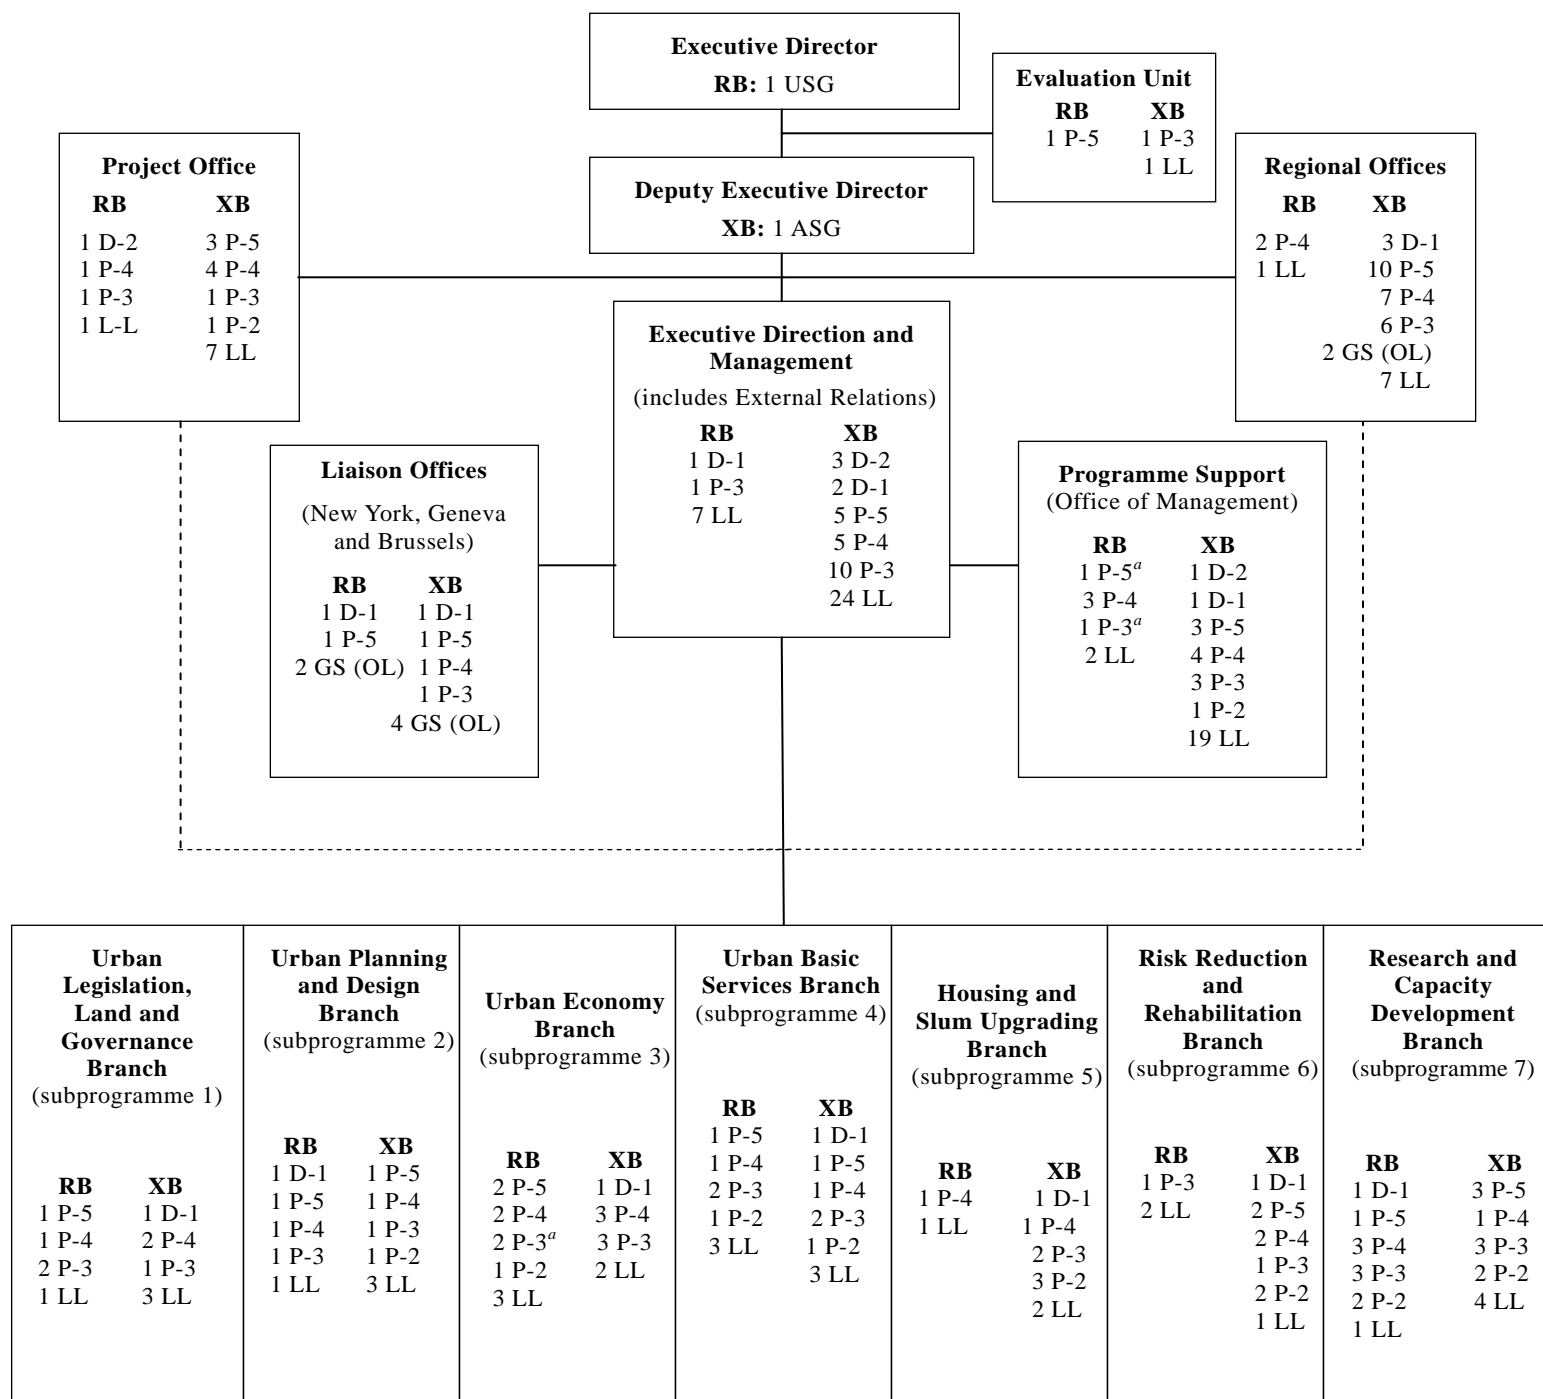 Executive Director
RB: 1 USG
Evaluation Unit
RB XB
1 P-5 1 P-3
1 LL
Project Office
RB XB
1 D-2 3 P-5
1 P-4 4 P-4
1 P-3 1 P-3
1 L-L 1 P-2
7 LL
Deputy Executive Director
XB: 1 ASG
Regional Offices
RB XB
2 P-4 3 D-1
1 LL 10 P-5
7 P-4
6 P-3
2 GS (OL)
7 LL
Executive Direction and
Management
(includes External Relations)
RB XB
1 D-1 3 D-2
1 P-3 2 D-1
7 LL 5 P-5
5 P-4
10 P-3
24 LL
Liaison Offices
(New York, Geneva
and Brussels)
RB XB
1 D-1 1 D-1
1 P-5 1 P-5
2 GS (OL) 1 P-4
1 P-3
4 GS (OL)
Programme Support
(Office of Management)
RB XB
1 P-5a 1 D-2
3 P-4 1 D-1
1 P-3a 3 P-5
2 LL 4 P-4
3 P-3
1 P-2
19 LL
Urban
Legislation,
Land and
Governance
Branch
(subprogramme 1)
RB XB
1 P-5 1 D-1
1 P-4 2 P-4
2 P-3 1 P-3
1 LL 3 LL
Urban Planning
and Design
Branch
(subprogramme 2)
RB XB
1 D-1 1 P-5
1 P-5 1 P-4
1 P-4 1 P-3
1 P-3 1 P-2
1 LL 3 LL
Urban Economy
Branch
(subprogramme 3)
RB XB
2 P-5 1 D-1
2 P-4 3 P-4
2 P-3a 3 P-3
1 P-2 2 LL
3 LL
Urban Basic
Services Branch
(subprogramme 4)
RB XB
1 P-5 1 D-1
1 P-4 1 P-5
2 P-3 1 P-4
1 P-2 2 P-3
3 LL 1 P-2
3 LL
Housing and
Slum Upgrading
Branch
(subprogramme 5)
RB XB
1 P-4 1 D-1
1 LL 1 P-4
2 P-3
3 P-2
2 LL
Risk Reduction
and
Rehabilitation
Branch
(subprogramme 6)
RB XB
1 P-3 1 D-1
2 LL 2 P-5
2 P-4
1 P-3
2 P-2
1 LL
Research and
Capacity
Development
Branch
(subprogramme 7)
RB XB
1 D-1 3 P-5
1 P-5 1 P-4
3 P-4 3 P-3
3 P-3 2 P-2
2 P-2 4 LL
1 LL